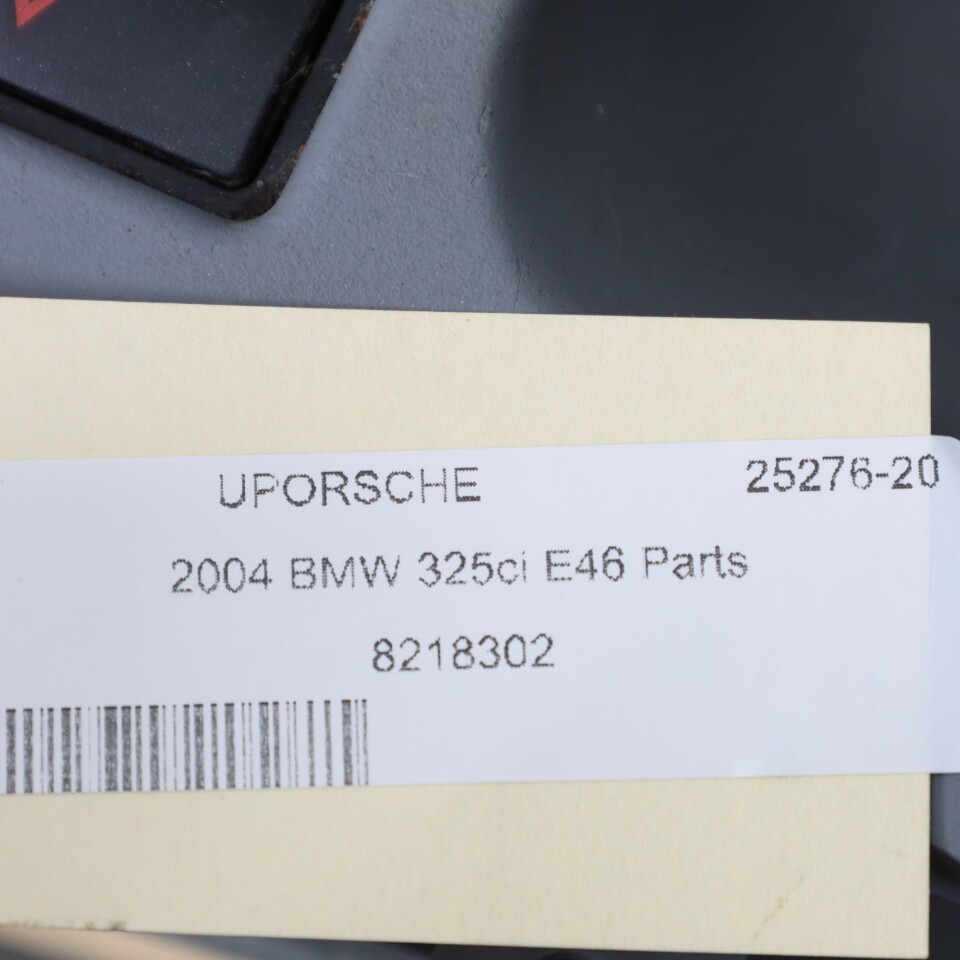 UPORSCHE 25276-20
2004 BMW 325ci E46 Parts
8218302